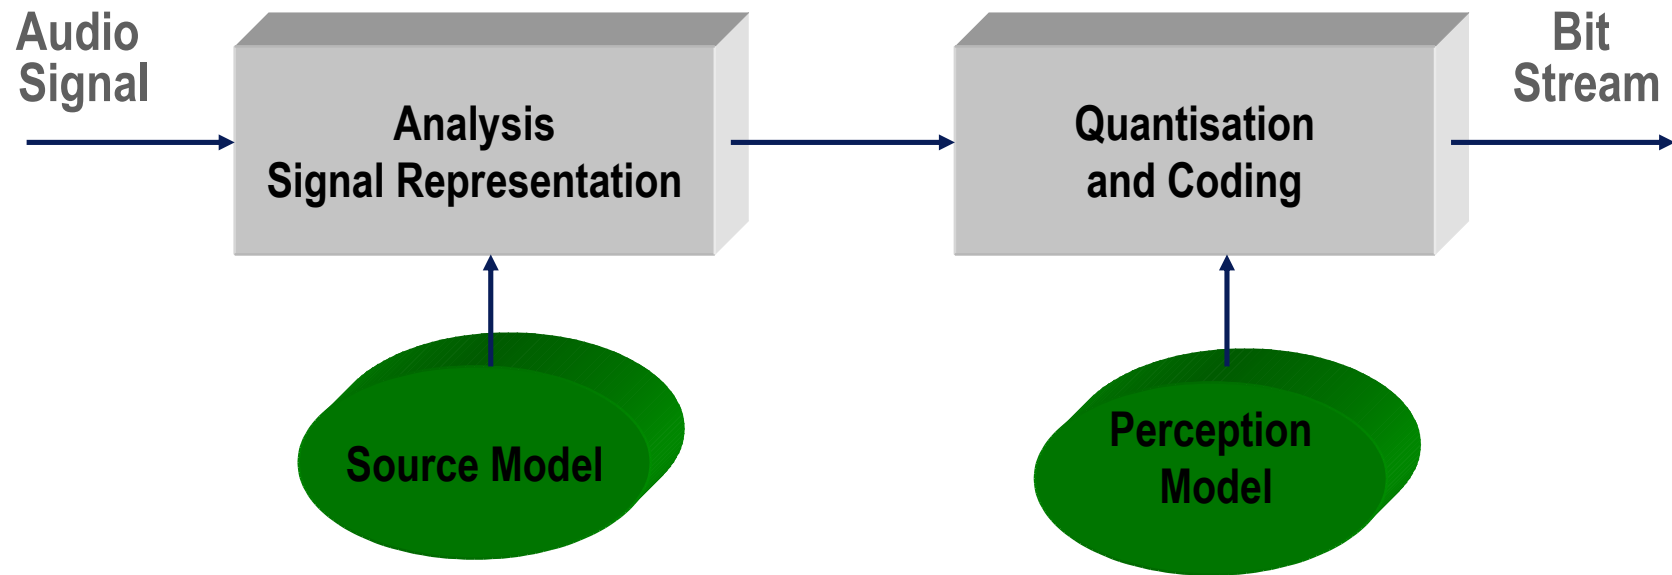 Audio
Signal
Analysis
Signal Representation
Quantisation
and Coding
Bit
Stream
Source Model
Perception
Model